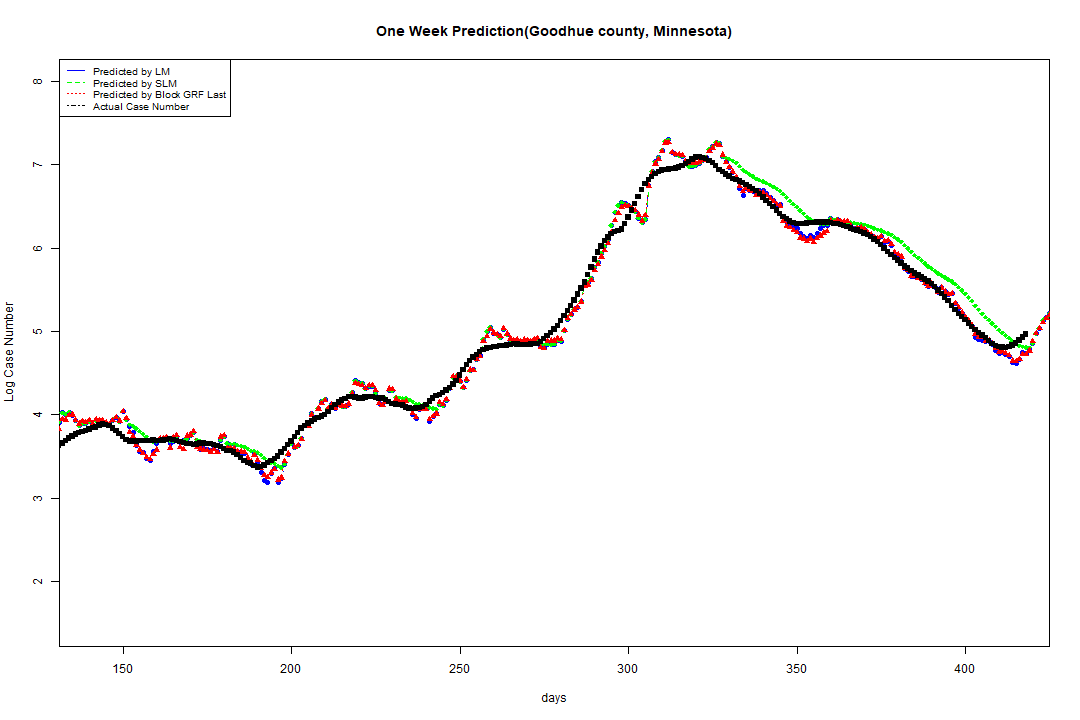 One Week Prediction(Goodhue county, Minnesota)
Predicted by LM
Predicted by SLM
Predicted by Block GRF Last
Actual Case Number
8
7
6
5
4
3
2
Log Case Number
150 200 250 300 350 400
days